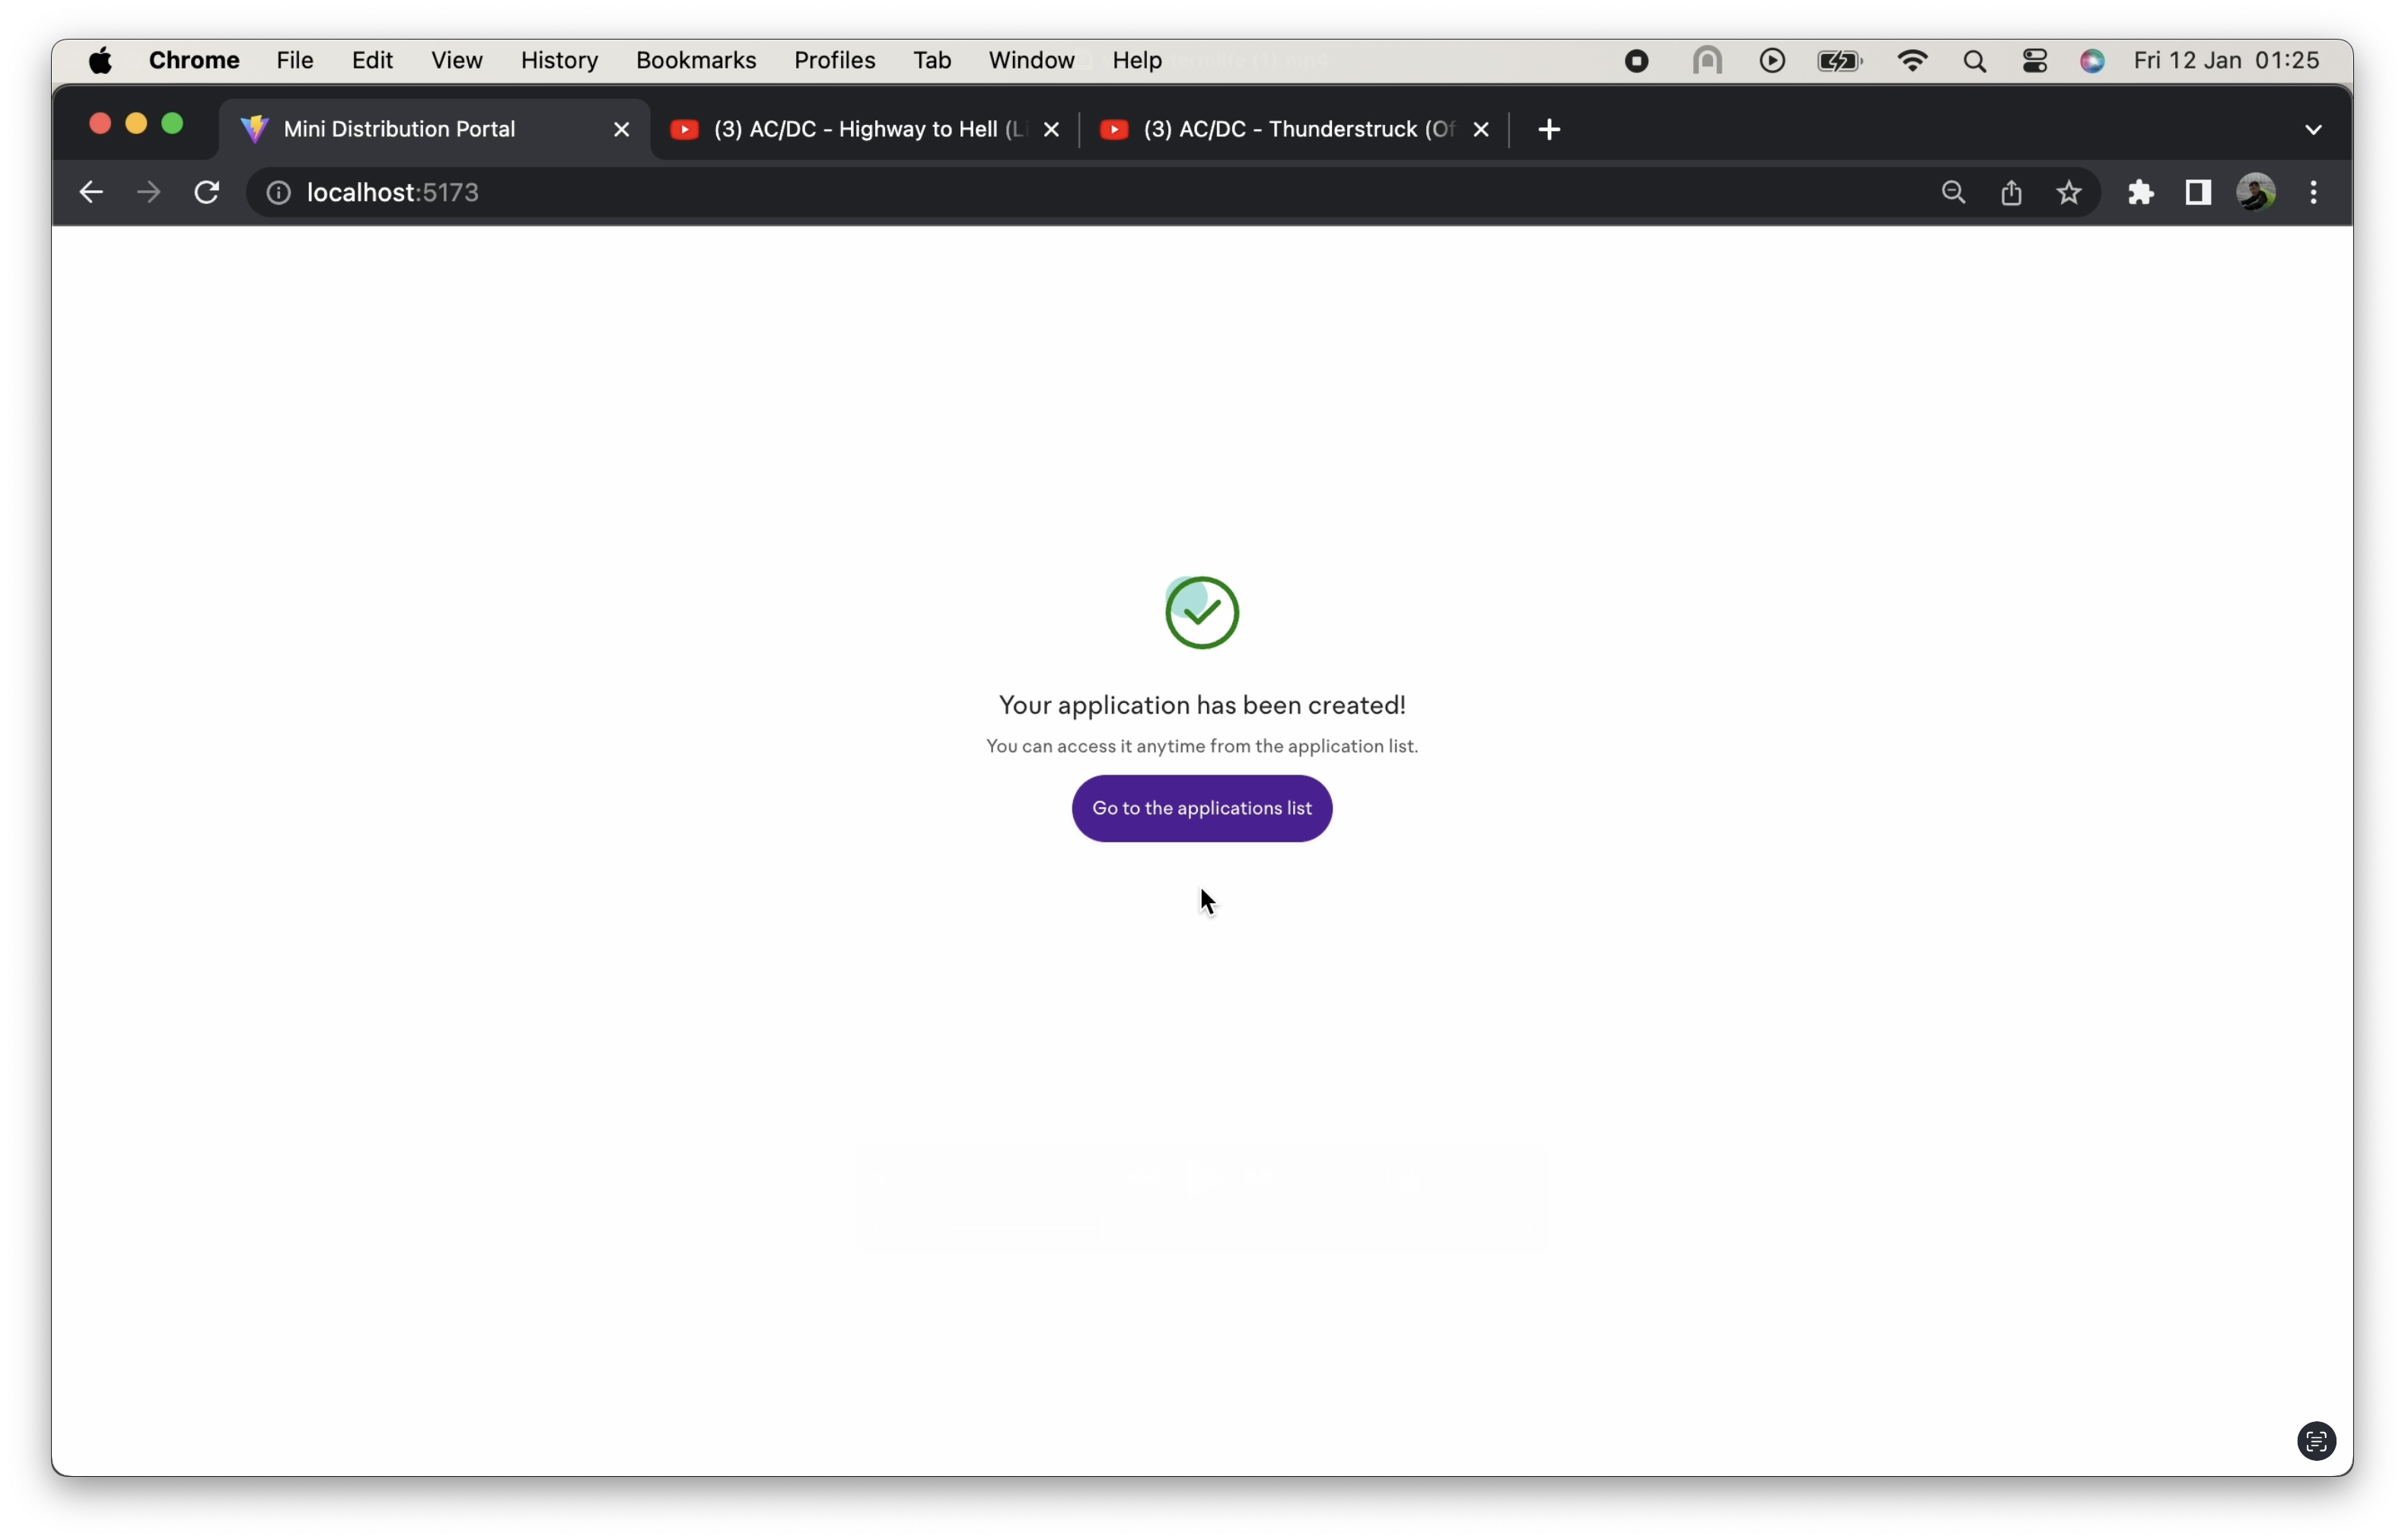 Chrome File Edit View History Bookmarks Profiles Tab Window Help Fri 12 Jan 01:25
Mini Distribution Portal (3) AC/DC - Highway to Hell (Li (3) AC/DC - Thunderstruck (Of
localhost:5173
Your application has been created!
You can access it anytime from the application list.
Go to the applications list